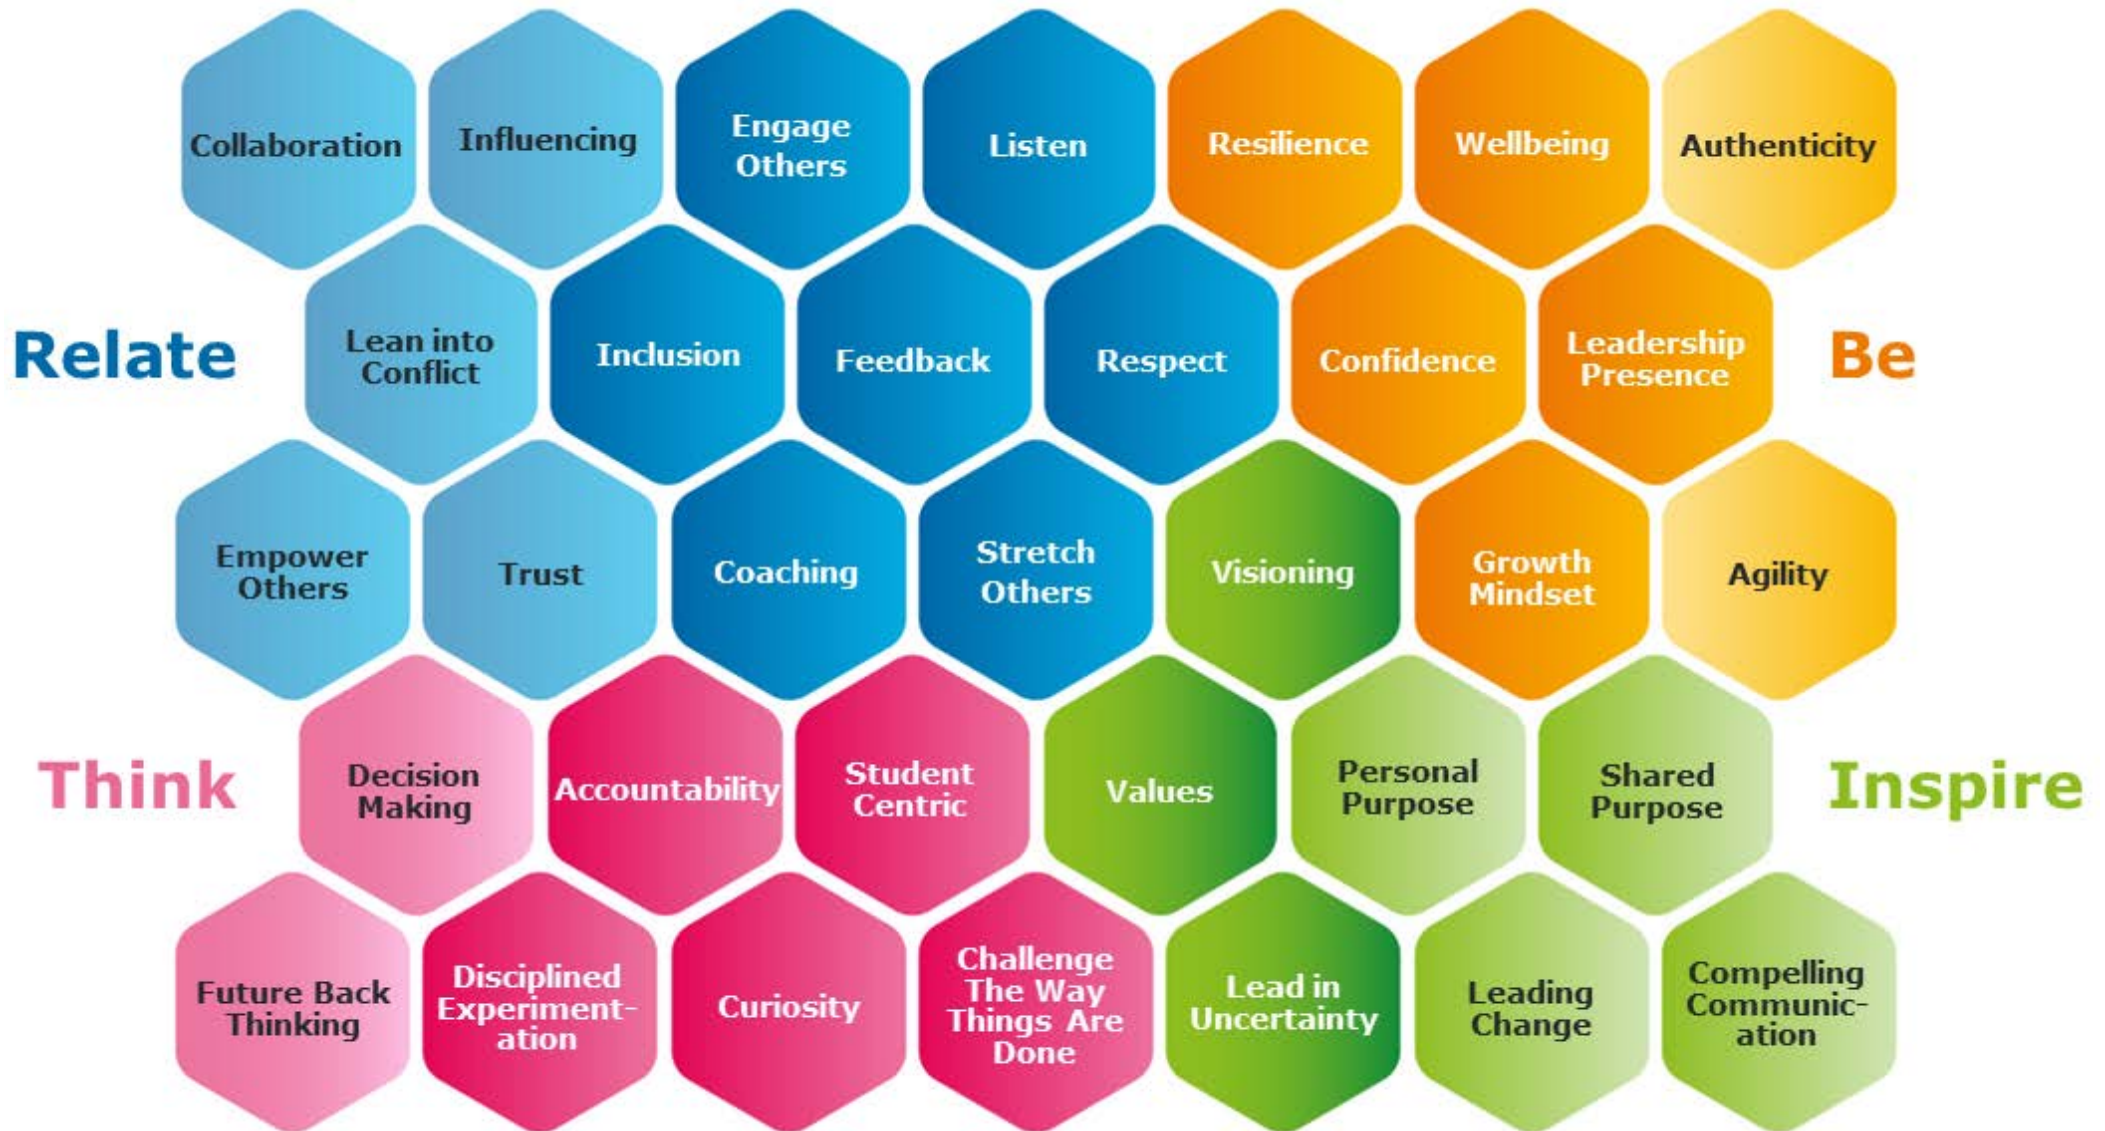 Collaboration
Influencing
Engage
Others
Listen
Resilience
Wellbeing
Authenticity
Relate
Lean into
Conflict
Inclusion
Feedback
Respect
Confidence
Leadership
Presence
Be
Empower
Others
Trust
Coaching
Stretch
Others
Visioning
Growth
Mindset
Agility
Think
Decision
Making
Accountability
Student
Centric
Values
Personal
Purpose
Shared
Purpose
Inspire
Future Back
Thinking
Disciplined
Experiment-
ation
Curiosity
Challenge
The Way
Things Are
Done
Lead in
Uncertainty
Leading
Change
Compelling
Communic-
ation